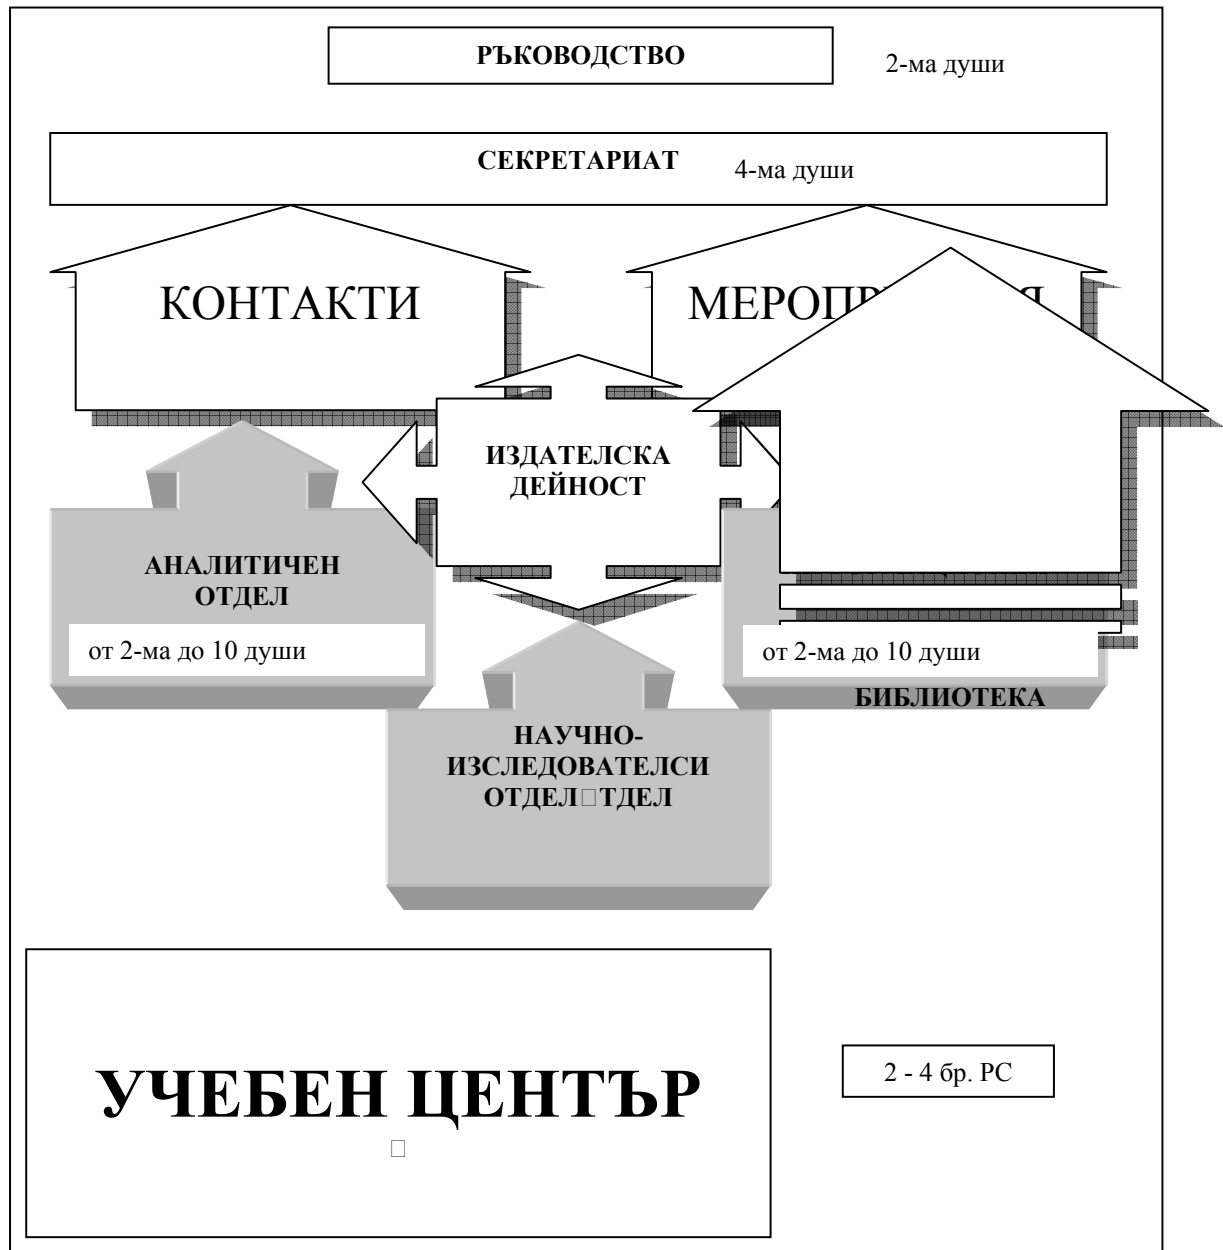 РЪКОВОДСТВО
2-ма души
СЕКРЕТАРИАТ
4-ма души
КОНТАКТИ
ИЗДАТЕЛСКА
ДЕЙНОСТ
АНАЛИТИЧЕН
ОТДЕЛ
от 2-ма до 10 души
от 2-ма до 10 души
БИБЛИОТЕКА
НАУЧНО-
ИЗСЛЕДОВАТЕЛСИ
ОТДЕЛ□ТДЕЛ
УЧЕБЕН ЦЕНТЪР
2 - 4 бр. PC